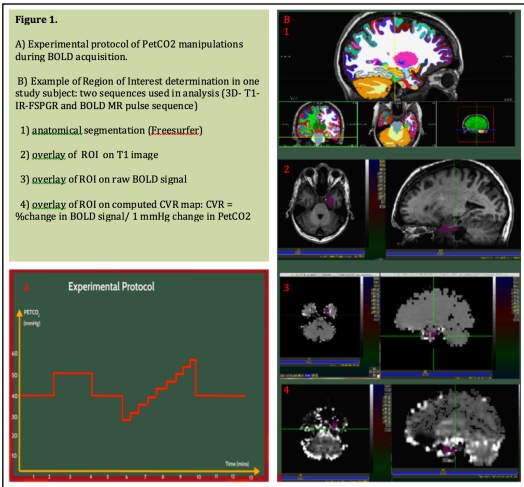 Figure 1.
A) Experimental protocol of PetCO2 manipulations
during BOLD acquisition.
B) Example of Region of Interest determination in one
study subject: two sequences used in analysis (3D- T1-
IR-FSPGR and BOLD MR pulse sequence)
1) anatomical segmentation (Freesurfer)
2) overlay of ROI on T1 image
3) overlay of ROI on raw BOLD signal
4) overlay of ROI on computed CVR map: CVR =
%change in BOLD signal/ 1 mmHg change in PetCO2
A
Experimental Protocol
PETCO2
(mmHg)
60
50
40
30
20
10
0 1 2 3 4 5 6 7 8 9 10 11 12 13
Time (mins)
B
1
2
3
4